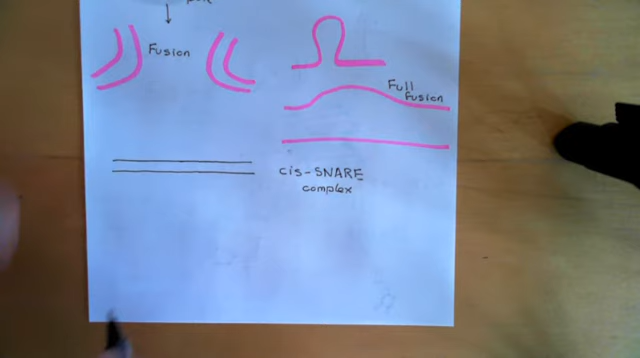 Fusion
Full
Fusion
cis-SNARE
complex